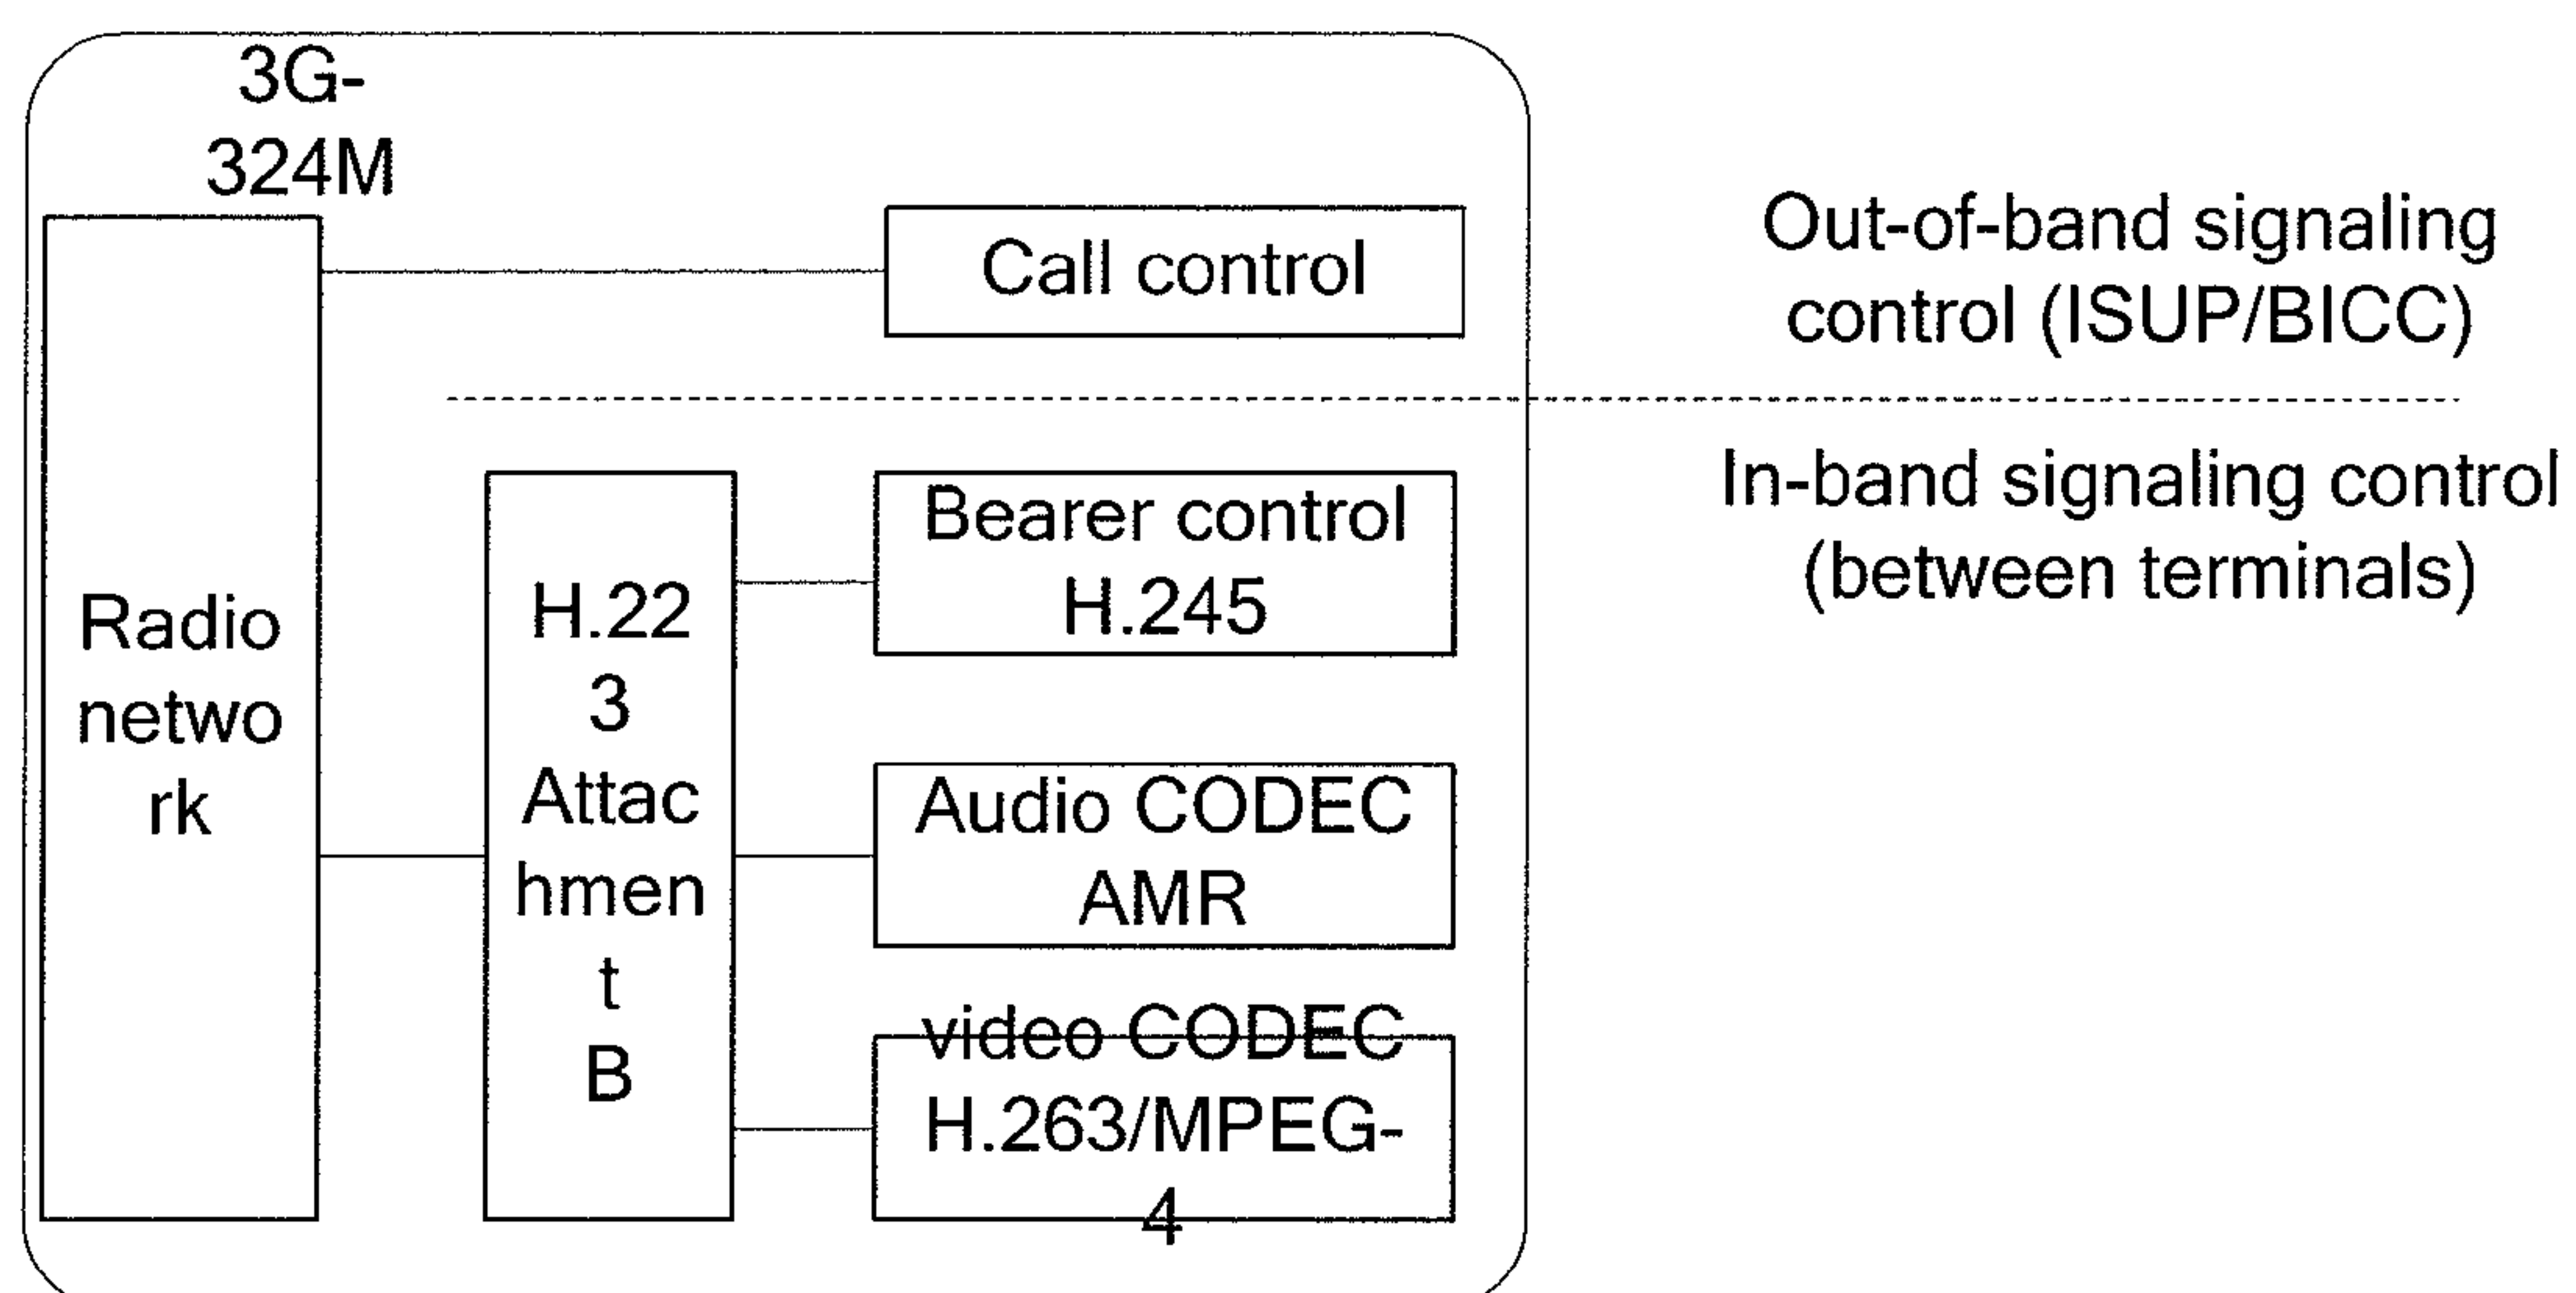 3G-
324M
Call control
Out-of-band signaling
control (ISUP/BICC)
In-band signaling control
(between terminals)
Radio
netwo
rk
H.22
3
Attac
hmen
t
B
Bearer control
H.245
Audio CODEC
AMR
video CODEC
H.263/MPEG-
4